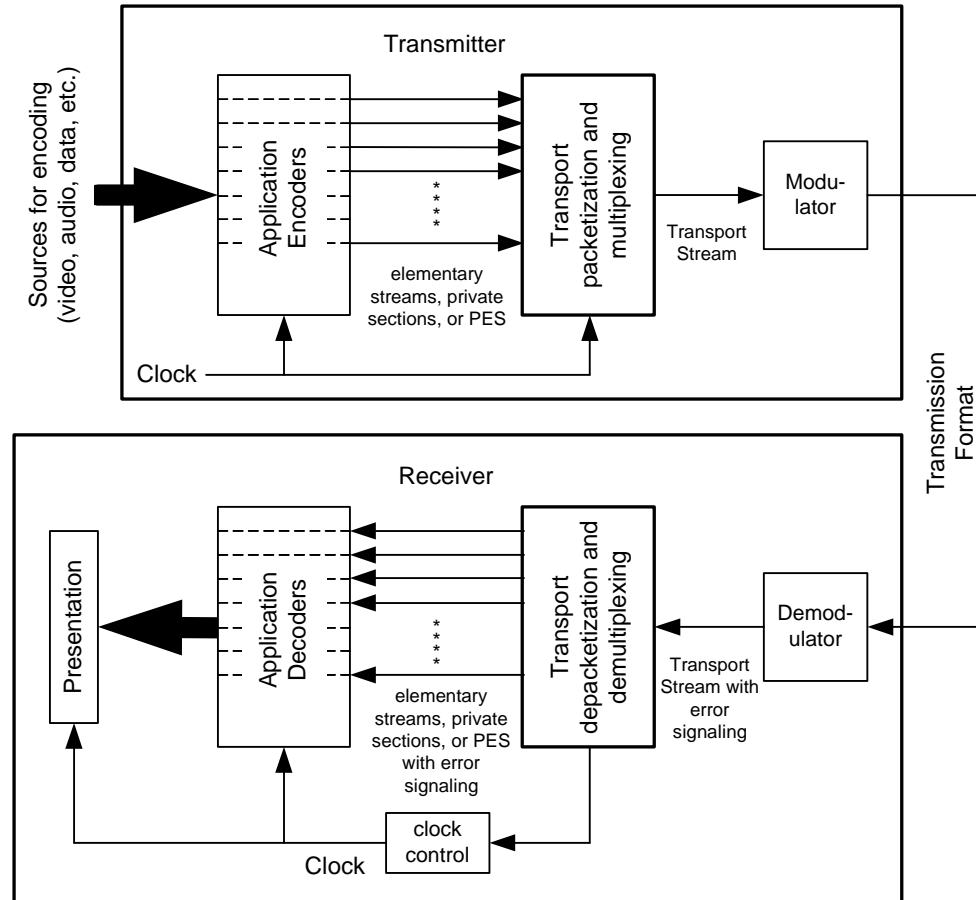 Transmitter
Sources for encoding
(video, audio, data, etc.)
Application
Encoders
****
elementary
streams, private
sections, or PES
Transport
packetization and
multiplexing
Transport
Stream
Modu-
lator
Clock
Transmission
Format
Receiver
Presentation
Application
Decoders
****
elementary
streams, private
sections, or PES
with error
signaling
Transport
depacketization and
demultiplexing
Transport
Stream with
error
signaling
Demod-
ulator
clock
control
Clock